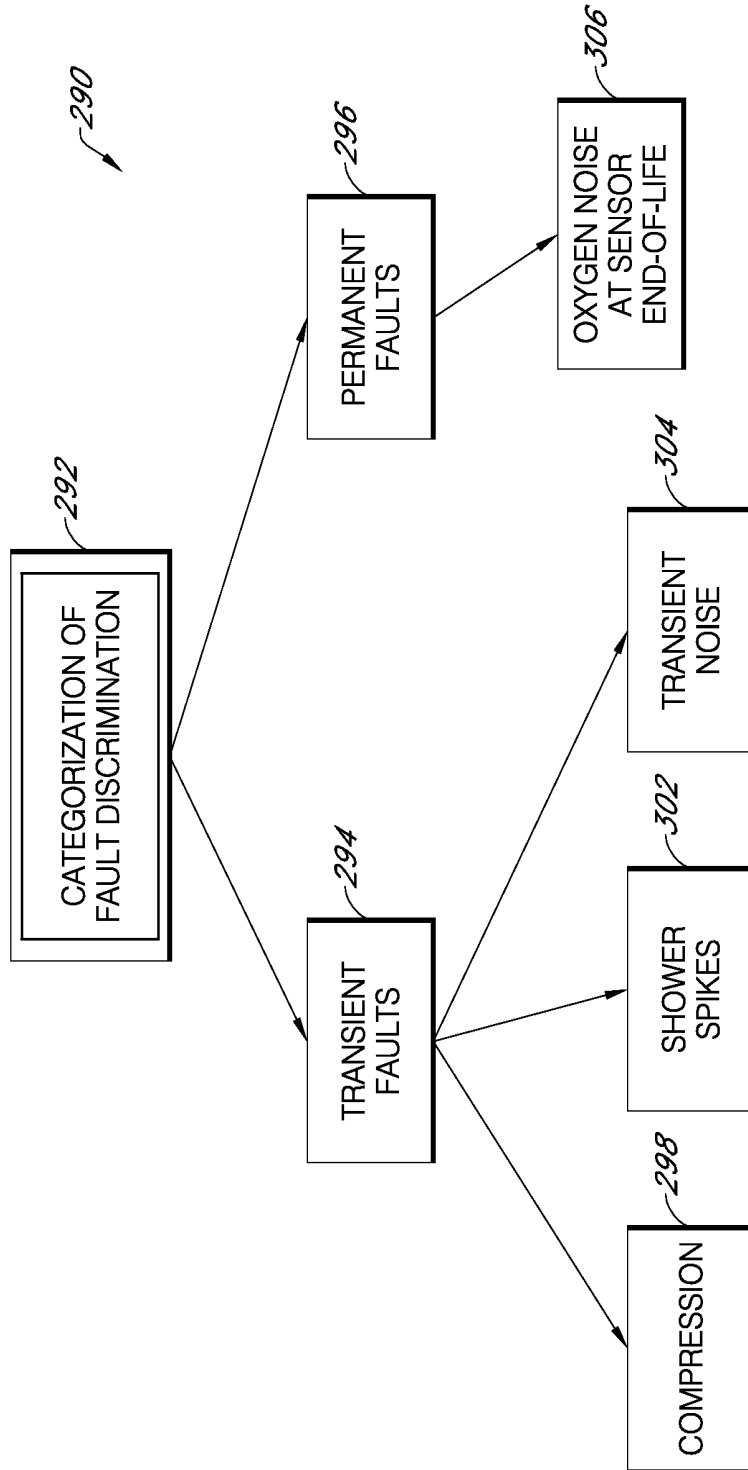 290
292
CATEGORIZATION OF
FAULT DISCRIMINATION
294
TRANSIENT
FAULTS
296
PERMANENT
FAULTS
298
COMPRESSION
302
SHOWER
SPIKES
304
TRANSIENT
NOISE
306
OXYGEN NOISE
AT SENSOR
END-OF-LIFE